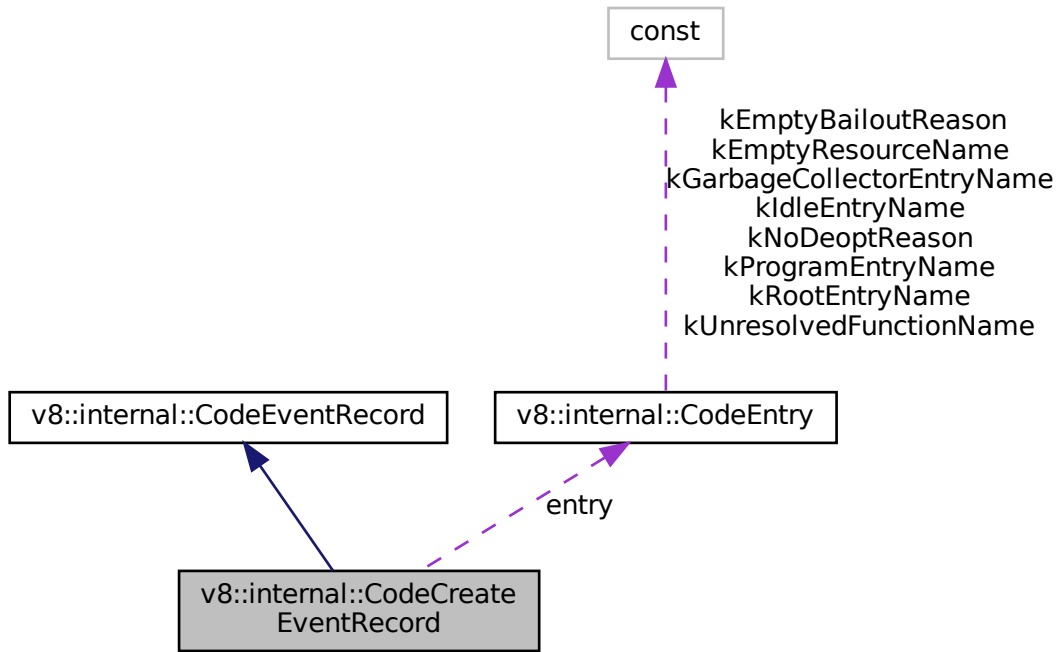 const
kEmptyBailoutReason
kEmptyResourceName
kGarbageCollectorEntryName
kIdleEntryName
kNoDeoptReason
kProgramEntryName
kRootEntryName
kUnresolvedFunctionName
v8::internal::CodeEventRecord
v8::internal::CodeEntry
entry
v8::internal::CodeCreate
EventRecord